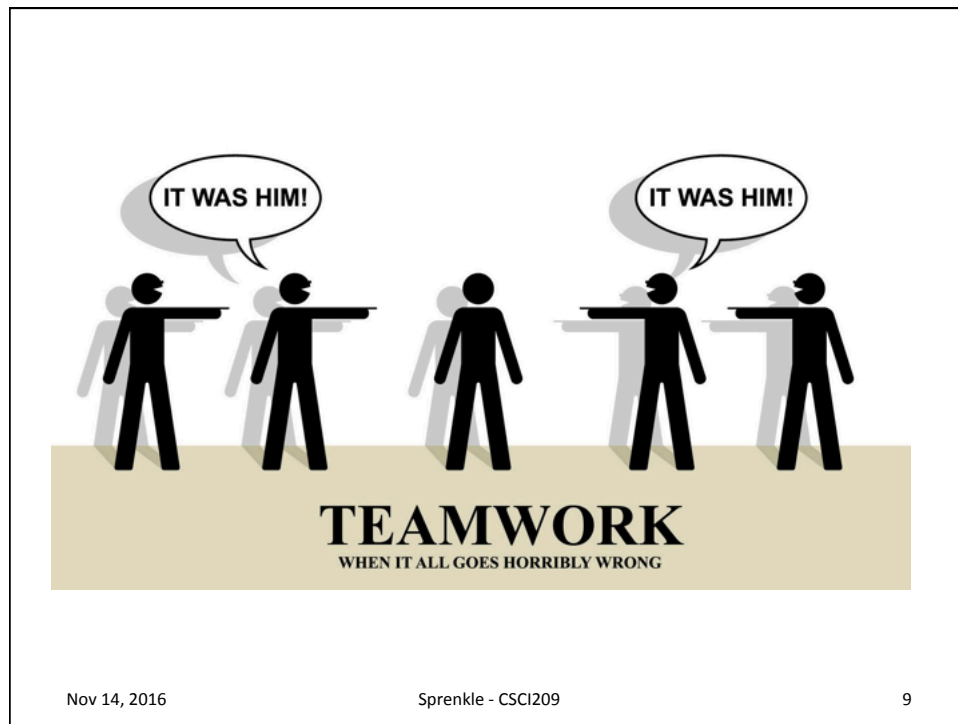 IT WAS HIM!
IT WAS HIM!
TEAMWORK
WHEN IT ALL GOES HORRIBLY WRONG
Nov 14, 2016
Sprenkle - CSCI209
9